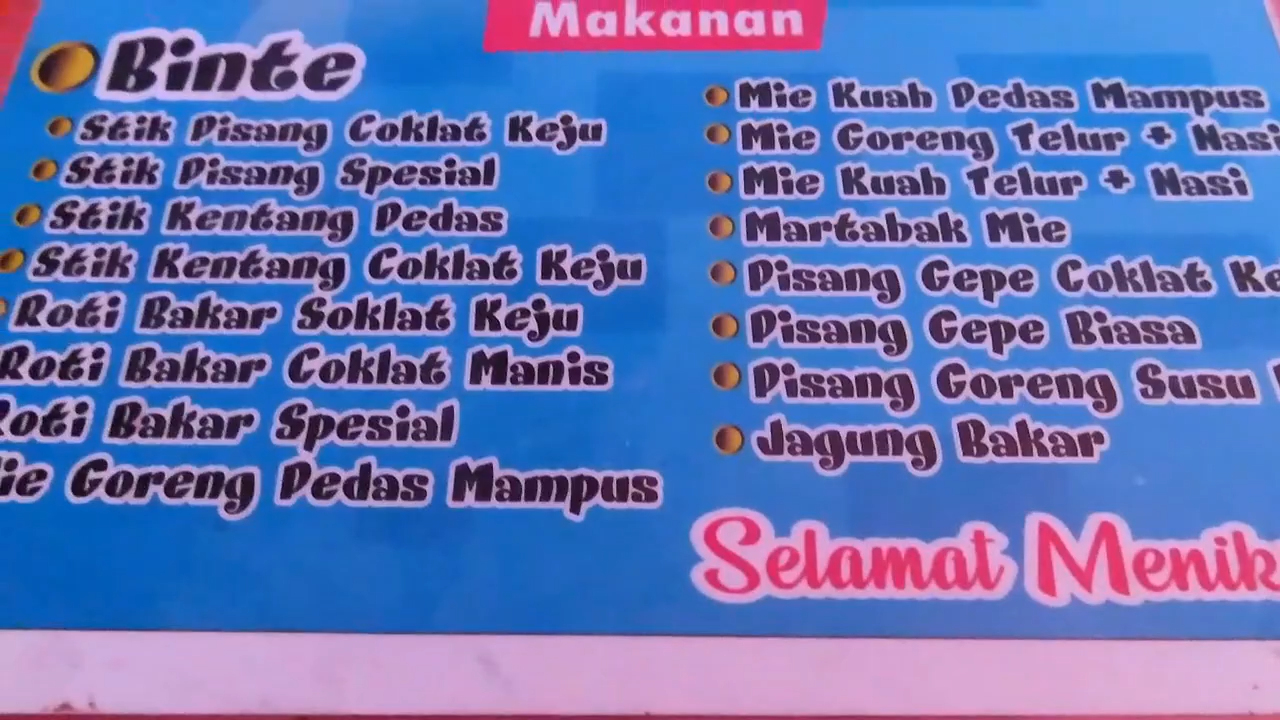 Makanan
Binte
Stik Pisang Coklat Keju
Stik Pisang Spesial
Stik Kentang Pedas
Stik Kentang Coklat Keju
Roti Bakar Soklat Keju
Roti Bakar Coklat Manis
Roti Bakar Spesial
Goreng Pedas Mampus
Mie Kuah Pedas Mampus
Mie Goreng Telur + Nasi
Mie Kuah Telur + Nasi
Martabak Mie
Pisang Gepe Coklat
Pisang Gepe Biasa
Pisang Goreng Susu
Jagung Bakar
Selamat